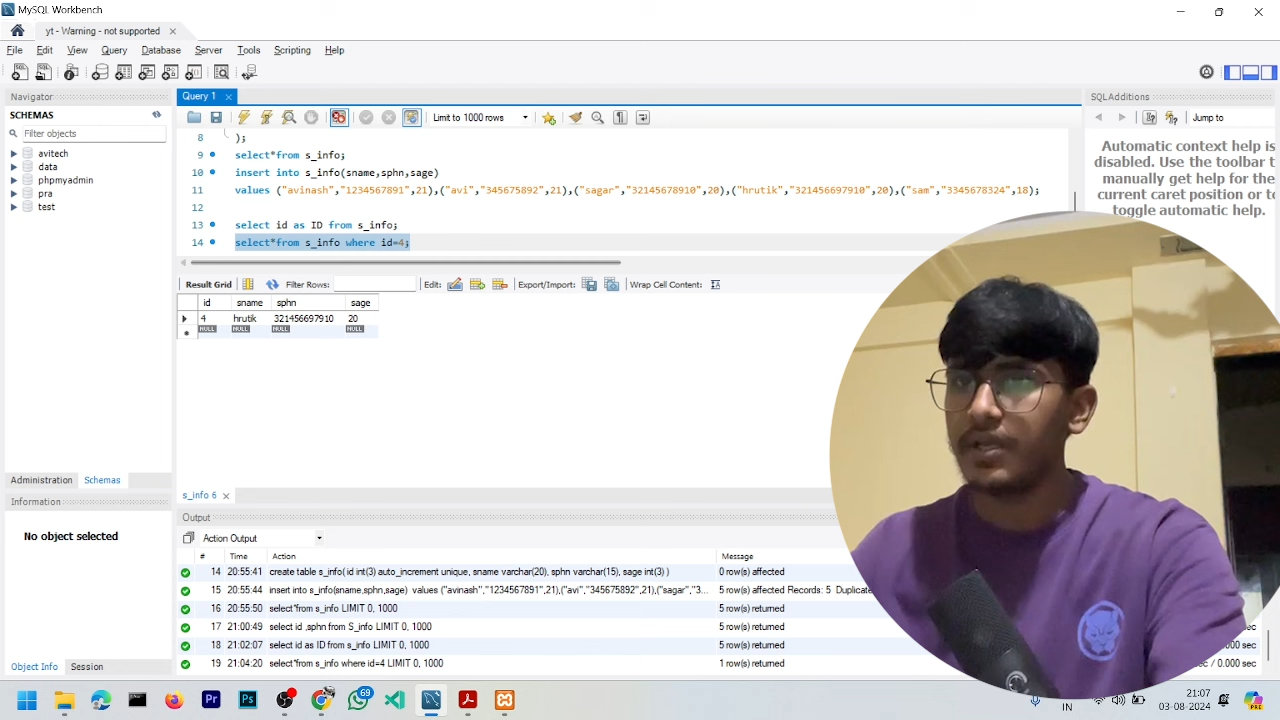 MySQL Workbench
yt - Warning - not supported
File Edit View Query Database Server Tools Scripting Help
Navigator
SCHEMAS
Filter objects
avitech
data
phpmyadmin
pra
test
Administration Schemas
Information
No object selected
Object Info Session
Query 1
Limit to 1000 rows
8 );
9 select*from s_info;
10 insert into s_info(sname,sphn,sage)
11 values ("avinash","1234567891",21),("avi","345675892",21),("sagar","32145678910",20),("hrutik","321456697910",20),("sam","3345678324",18);
12
13 select id as ID from s_info;
14 select*from s_info where id=4;
Result Grid Filter Rows: Edit: Export/Import: Wrap Cell Content:
id sname sphn sage
4 hrutik 321456697910 20
NULL NULL NULL NULL
s_info 6
Output
Action Output
# Time Action Message
14 20:55:41 create table s_info( id int(3) auto_increment unique, sname varchar(20), sphn varchar(15), sage int(3) ) 0 row(s) affected
15 20:55:44 insert into s_info(sname,sphn,sage) values ("avinash","1234567891",21),("avi","345675892",21),("sagar","3... 5 row(s) affected Records: 5 Duplicate
16 20:55:50 select*from s_info LIMIT 0, 1000 5 row(s) returned
17 21:00:49 select id ,sphn from S_info LIMIT 0, 1000 5 row(s) returned
18 21:02:07 select id as ID from s_info LIMIT 0, 1000 5 row(s) returned 0.000 sec
19 21:04:20 select*from s_info where id=4 LIMIT 0, 1000 1 row(s) returned sec / 0.000 sec
SQLAdditions
Jump to
Automatic context help is
disabled. Use the toolbar t
manually get help for the
current caret position or to
toggle automatic help.
Pr
Ps
69
IN
21:07
03-08-2024
PRE